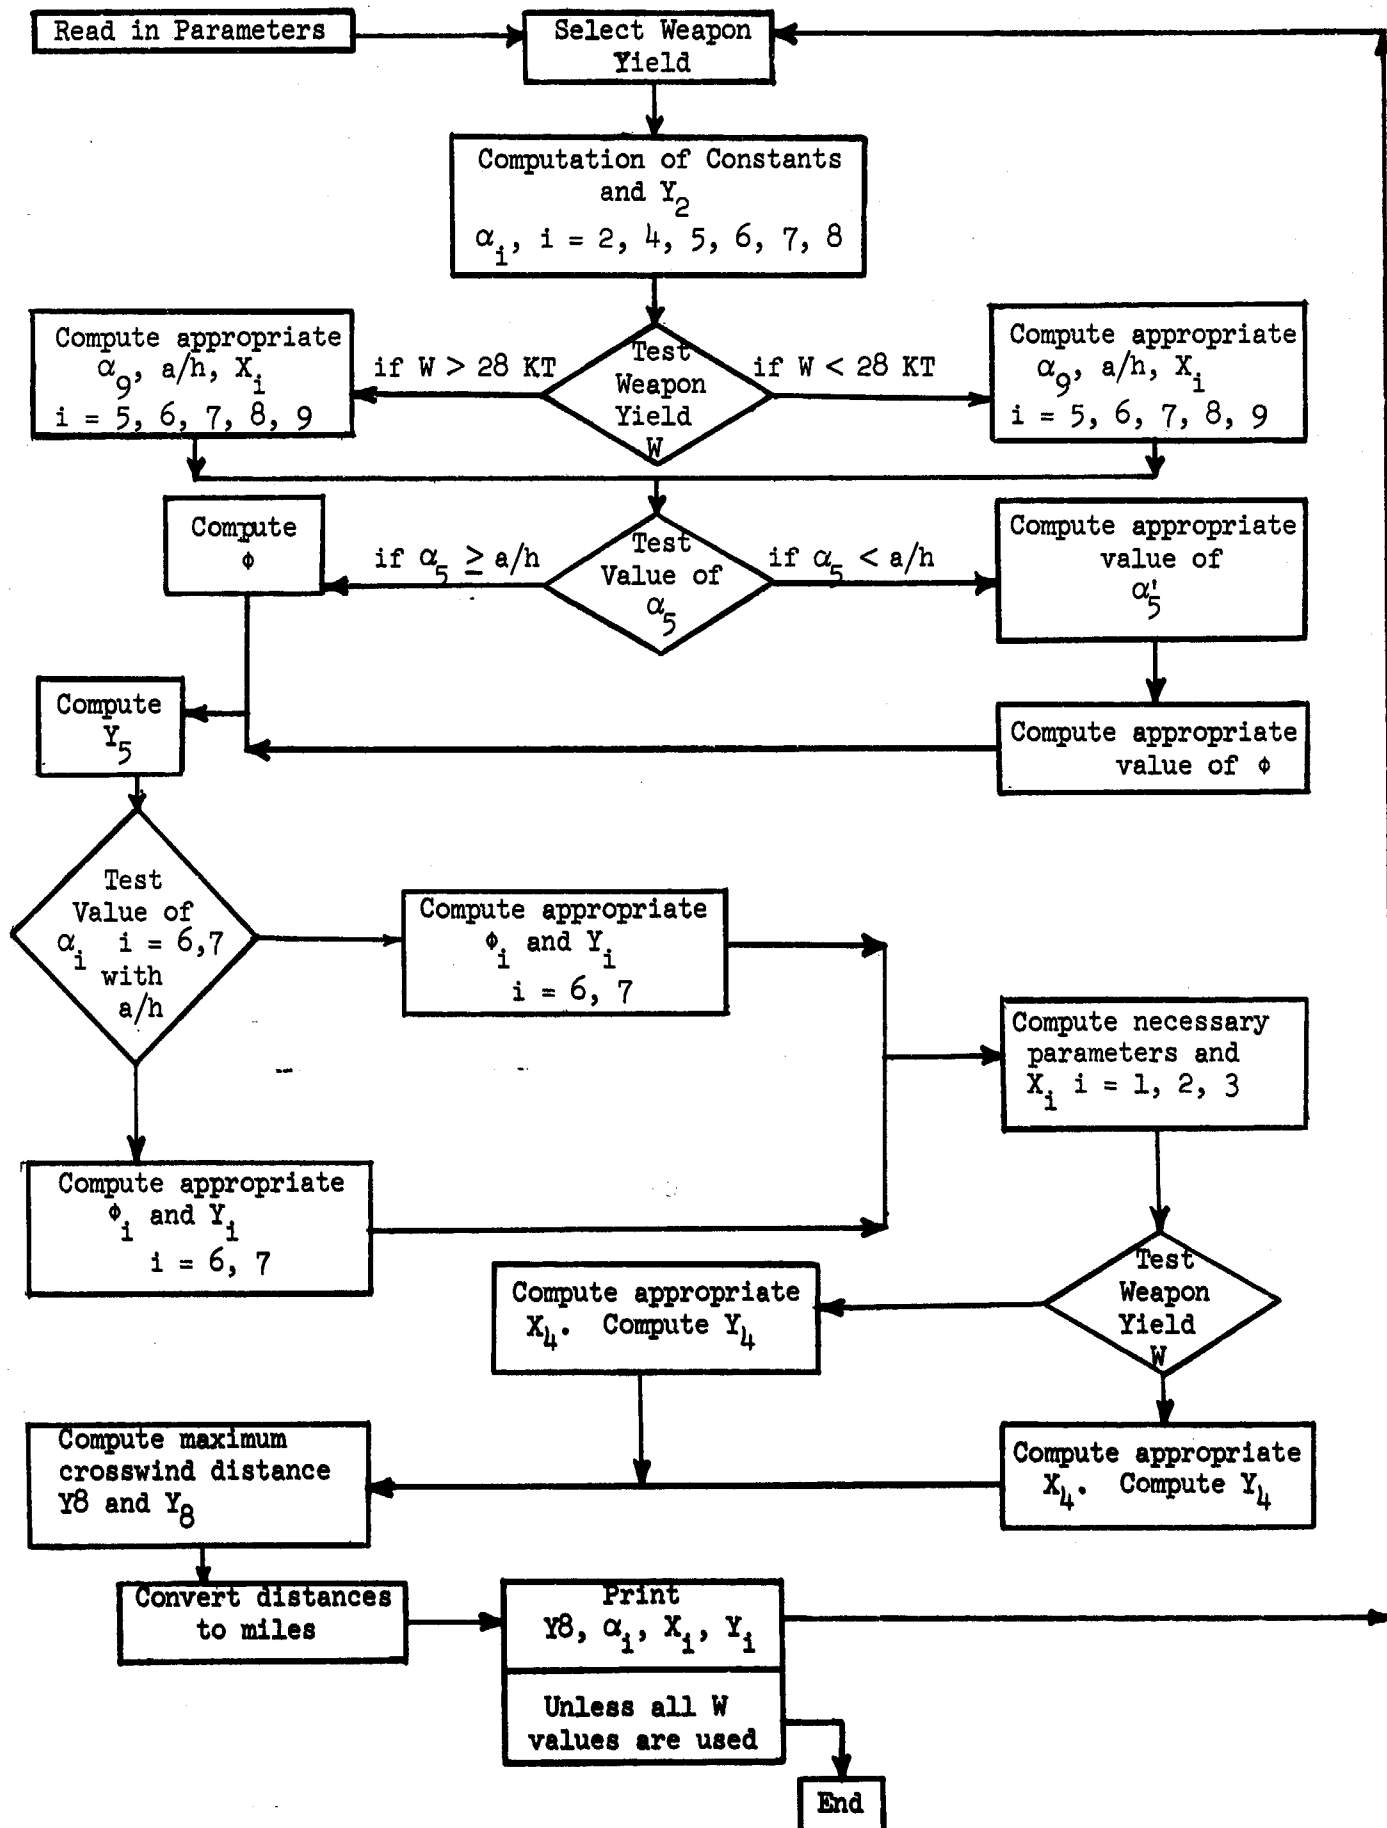 Read in Parameters
Select Weapon
Yield
Computation of Constants
and Y2
αi, i = 2, 4, 5, 6, 7, 8
Compute appropriate
α9, a/h, Xi
i = 5, 6, 7, 8, 9
if W > 28 KT
Test
Weapon
Yield
W
if W < 28 KT
Compute appropriate
α9, a/h, Xi
i = 5, 6, 7, 8, 9
Compute
ϕ
if α5 ≥ a/h
Test
Value of
α5
if α5 < a/h
Compute appropriate
value of
α5'
Compute
Y5
Compute appropriate
value of ϕ
Test
Value of
αi i = 6,7
with
a/h
Compute appropriate
ϕi and Yi
i = 6, 7
Compute necessary
parameters and
Xi i = 1, 2, 3
Compute appropriate
ϕi and Yi
i = 6, 7
Compute appropriate
X4. Compute Y4
Test
Weapon
Yield
W
Compute maximum
crosswind distance
Y8 and Y8
Compute appropriate
X4. Compute Y4
Convert distances
to miles
Print
Y8, αi, Xi, Yi
Unless all W
values are used
End